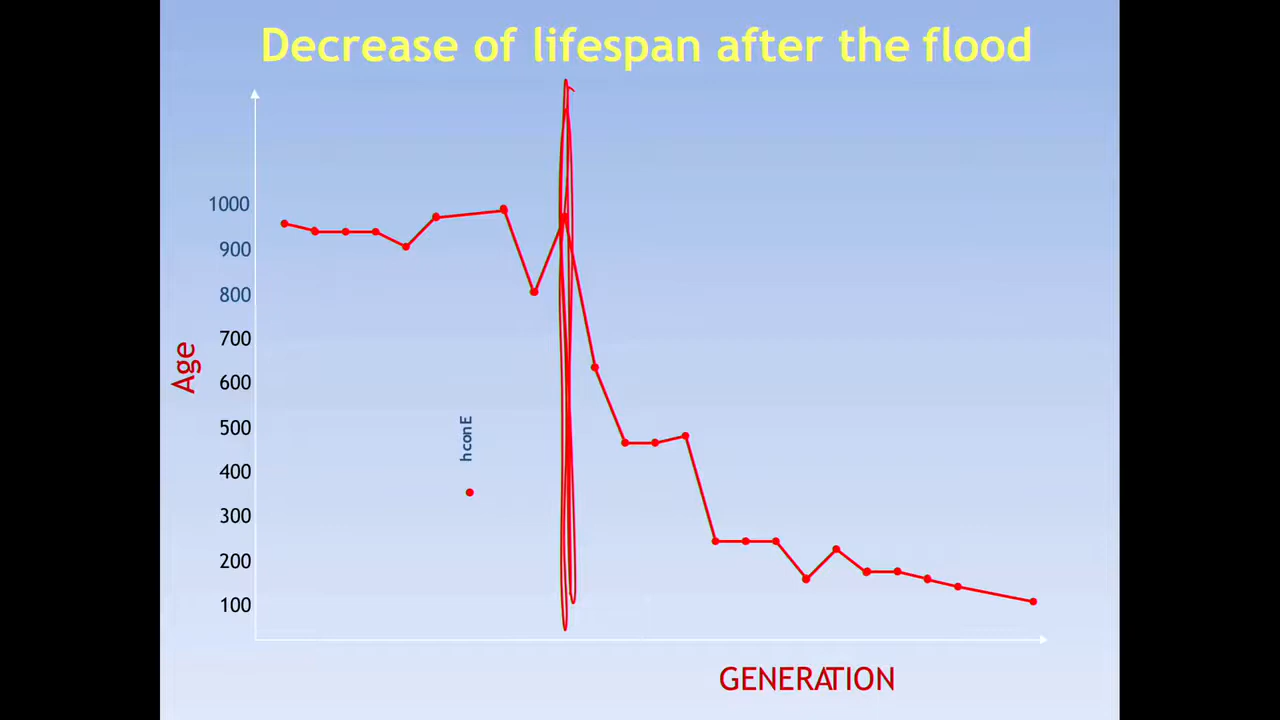 Decrease of lifespan after the flood
1000
900
800
700
600
500
400
300
200
100
Age
hconE
GENERATION